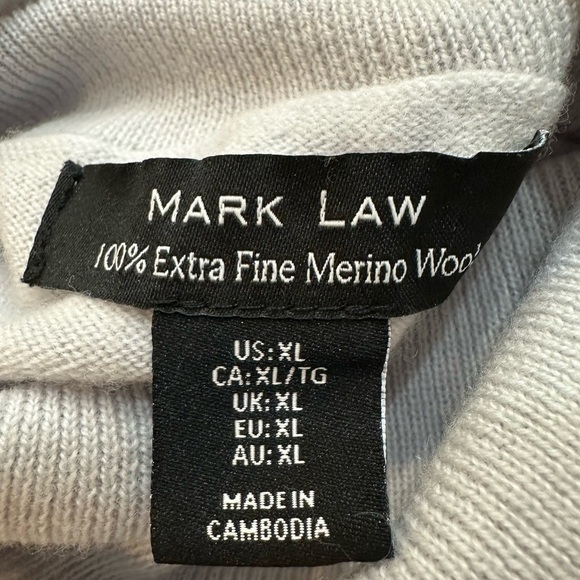 MARK LAW
100% Extra Fine Merino Wool
US: XL
CA: XL/TG
UK: XL
EU: XL
AU: XL
MADE IN
CAMBODIA